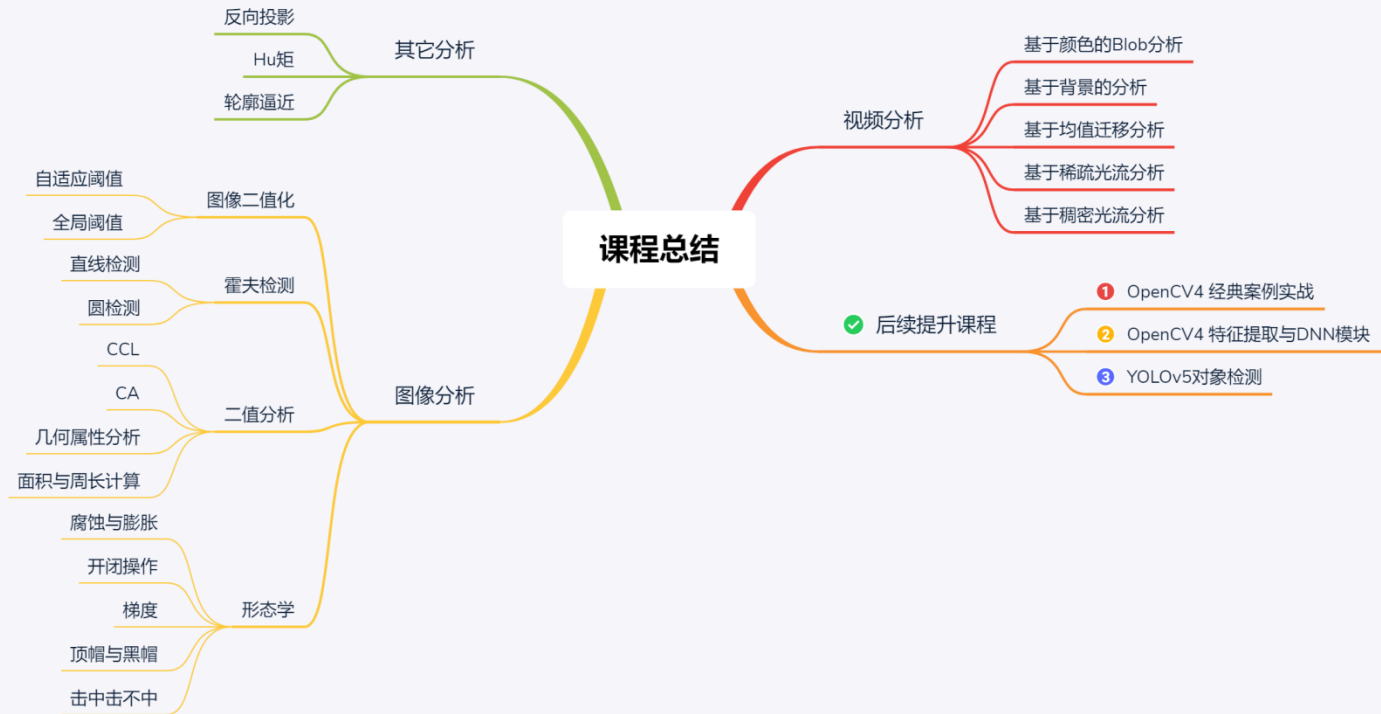 课程总结
视频分析
基于颜色的Blob分析
基于背景的分析
基于均值迁移分析
基于稀疏光流分析
基于稠密光流分析
后续提升课程
1 OpenCV4 经典案例实战
2 OpenCV4 特征提取与DNN模块
3 YOLOv5对象检测
其它分析
反向投影
Hu矩
轮廓逼近
图像分析
图像二值化
自适应阈值
全局阈值
霍夫检测
直线检测
圆检测
二值分析
CCL
CA
几何属性分析
面积与周长计算
形态学
腐蚀与膨胀
开闭操作
梯度
顶帽与黑帽
击中击不中